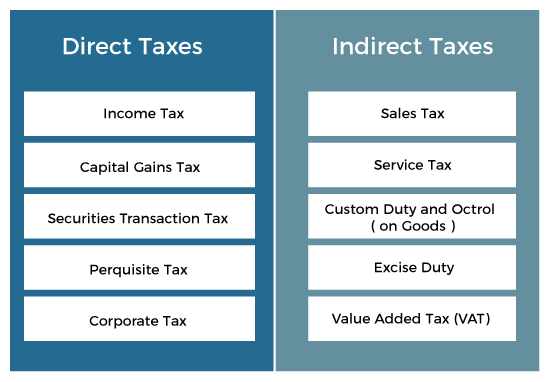 Direct Taxes
Income Tax
Capital Gains Tax
Securities Transaction Tax
Perquisite Tax
Corporate Tax
Indirect Taxes
Sales Tax
Service Tax
Custom Duty and Octrol
( on Goods )
Excise Duty
Value Added Tax (VAT)